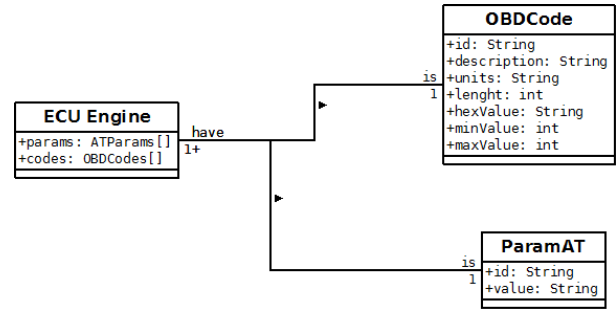 OBDCode
+id: String
+description: String
+units: String
+lenght: int
+hexValue: String
+minValue: int
+maxValue: int
is
1
ECU Engine
+params: ATParams[]
+codes: OBDCodes[]
have
1+
is
1
ParamAT
+id: String
+value: String